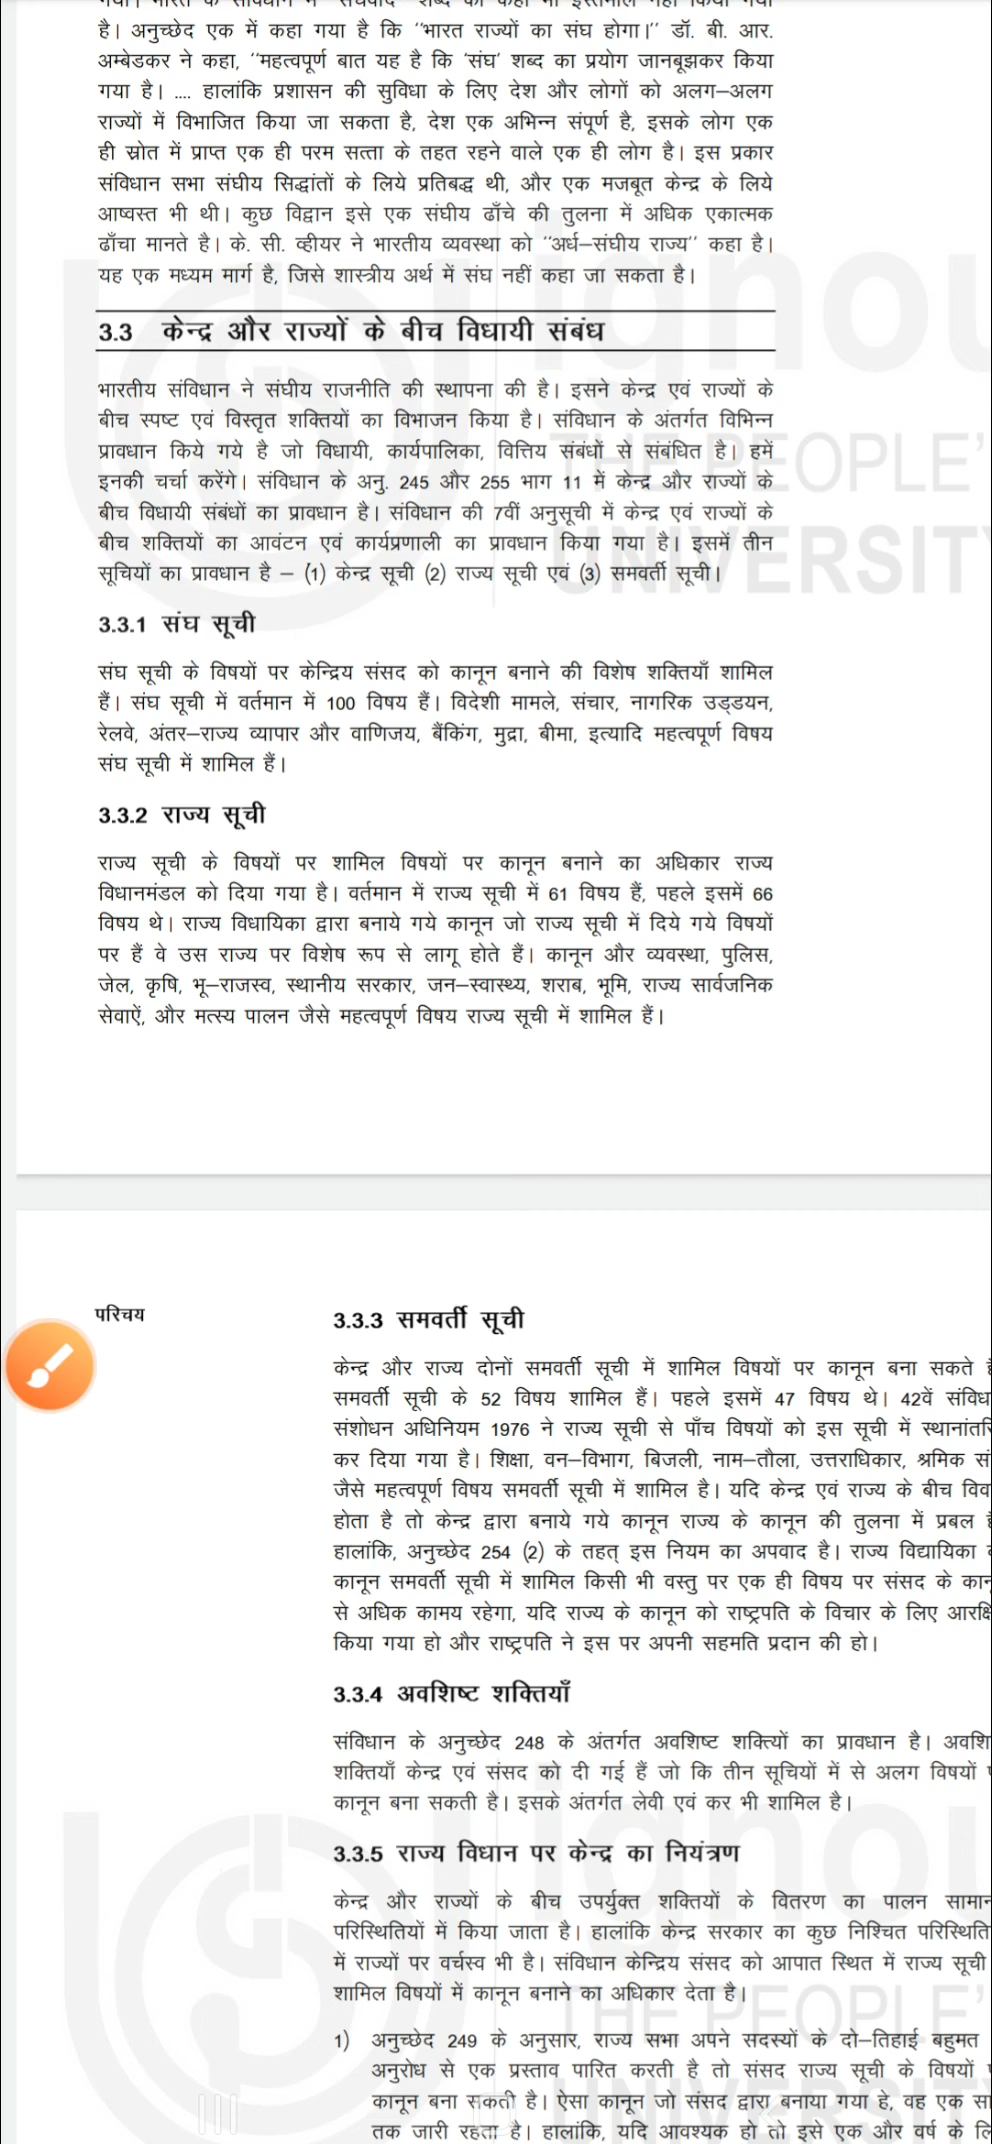 है। अनुच्छेद एक में कहा गया है कि ‘‘भारत राज्यों का संघ होगा।’’ डॉ. बी. आर.
अम्बेडकर ने कहा, ‘‘महत्वपूर्ण बात यह है कि ‘संघ’ शब्द का प्रयोग जानबूझकर किया
गया है। .... हालांकि प्रशासन की सुविधा के लिए देश और लोगों को अलग–अलग
राज्यों में विभाजित किया जा सकता है, देश एक अभिन्न संपूर्ण है, इसके लोग एक
ही स्रोत में प्राप्त एक ही परम सत्ता के तहत रहने वाले एक ही लोग है। इस प्रकार
संविधान सभा संघीय सिद्धांतों के लिये प्रतिबद्ध थी, और एक मजबूत केन्द्र के लिये
आष्वस्त भी थी। कुछ विद्वान इसे एक संघीय ढाँचे की तुलना में अधिक एकात्मक
ढाँचा मानते है। के. सी. व्हीयर ने भारतीय व्यवस्था को ‘‘अर्ध–संघीय राज्य’’ कहा है।
यह एक मध्यम मार्ग है, जिसे शास्त्रीय अर्थ में संघ नहीं कहा जा सकता है।
3.3 केन्द्र और राज्यों के बीच विधायी संबंध
भारतीय संविधान ने संघीय राजनीति की स्थापना की है। इसने केन्द्र एवं राज्यों के
बीच स्पष्ट एवं विस्तृत शक्तियों का विभाजन किया है। संविधान के अंतर्गत विभिन्न
प्रावधान किये गये है जो विधायी, कार्यपालिका, वित्तिय संबंधों से संबंधित है। हमें
इनकी चर्चा करेंगे। संविधान के अनु. 245 और 255 भाग 11 में केन्द्र और राज्यों के
बीच विधायी संबंधों का प्रावधान है। संविधान की 7वीं अनुसूची में केन्द्र एवं राज्यों के
बीच शक्तियों का आवंटन एवं कार्यप्रणाली का प्रावधान किया गया है। इसमें तीन
सूचियों का प्रावधान है – (1) केन्द्र सूची (2) राज्य सूची एवं (3) समवर्ती सूची।
3.3.1 संघ सूची
संघ सूची के विषयों पर केन्द्रिय संसद को कानून बनाने की विशेष शक्तियाँ शामिल
हैं। संघ सूची में वर्तमान में 100 विषय हैं। विदेशी मामले, संचार, नागरिक उड्डयन,
रेलवे, अंतर–राज्य व्यापार और वाणिजय, बैंकिंग, मुद्रा, बीमा, इत्यादि महत्वपूर्ण विषय
संघ सूची में शामिल हैं।
3.3.2 राज्य सूची
राज्य सूची के विषयों पर शामिल विषयों पर कानून बनाने का अधिकार राज्य
विधानमंडल को दिया गया है। वर्तमान में राज्य सूची में 61 विषय हैं, पहले इसमें 66
विषय थे। राज्य विधायिका द्वारा बनाये गये कानून जो राज्य सूची में दिये गये विषयों
पर हैं वे उस राज्य पर विशेष रूप से लागू होते हैं। कानून और व्यवस्था, पुलिस,
जेल, कृषि, भू–राजस्व, स्थानीय सरकार, जन–स्वास्थ्य, शराब, भूमि, राज्य सार्वजनिक
सेवाऐं, और मत्स्य पालन जैसे महत्वपूर्ण विषय राज्य सूची में शामिल हैं।
परिचय
3.3.3 समवर्ती सूची
केन्द्र और राज्य दोनों समवर्ती सूची में शामिल विषयों पर कानून बना सकते
समवर्ती सूची के 52 विषय शामिल हैं। पहले इसमें 47 विषय थे। 42वें संविध
संशोधन अधिनियम 1976 ने राज्य सूची से पाँच विषयों को इस सूची में स्थानांतरि
कर दिया गया है। शिक्षा, वन–विभाग, बिजली, नाम–तौला, उत्तराधिकार, श्रमिक सं
जैसे महत्वपूर्ण विषय समवर्ती सूची में शामिल है। यदि केन्द्र एवं राज्य के बीच विव
होता है तो केन्द्र द्वारा बनाये गये कानून राज्य के कानून की तुलना में प्रबल
हालांकि, अनुच्छेद 254 (2) के तहत् इस नियम का अपवाद है। राज्य विद्यायिका
कानून समवर्ती सूची में शामिल किसी भी वस्तु पर एक ही विषय पर संसद के कान
से अधिक कामय रहेगा, यदि राज्य के कानून को राष्ट्रपति के विचार के लिए आरक्षि
किया गया हो और राष्ट्रपति ने इस पर अपनी सहमति प्रदान की हो।
3.3.4 अवशिष्ट शक्तियाँ
संविधान के अनुच्छेद 248 के अंतर्गत अवशिष्ट शक्त्यिों का प्रावधान है। अवशि
शक्तियाँ केन्द्र एवं संसद को दी गई हैं जो कि तीन सूचियों में से अलग विषयों
कानून बना सकती है। इसके अंतर्गत लेवी एवं कर भी शामिल है।
3.3.5 राज्य विधान पर केन्द्र का नियंत्रण
केन्द्र और राज्यों के बीच उपर्युक्त शक्तियों के वितरण का पालन सामान
परिस्थितियों में किया जाता है। हालांकि केन्द्र सरकार का कुछ निश्चित परिस्थिति
में राज्यों पर वर्चस्व भी है। संविधान केन्द्रिय संसद को आपात स्थित में राज्य सूची
शामिल विषयों में कानून बनाने का अधिकार देता है।
1) अनुच्छेद 249 के अनुसार, राज्य सभा अपने सदस्यों के दो–तिहाई बहुमत
अनुरोध से एक प्रस्ताव पारित करती है तो संसद राज्य सूची के विषयों
कानून बना सकती है। ऐसा कानून जो संसद द्वारा बनाया गया हे, वह एक सा
तक जारी रहता है। हालांकि, यदि आवश्यक हो तो इसे एक और वर्ष के लि
ignou
THE PEOPLE'
UNIVERSIT
ignou
THE PEOPLE'
UNIVERSIT